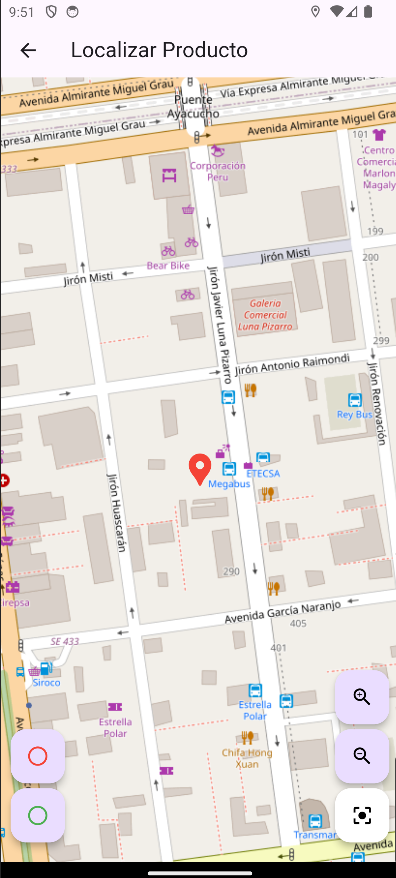 9:51
Localizar Producto
Avenida Almirante Miguel Grau
Vía Expresa Almirante Miguel Grau
Puente
Ayacucho
Expresa Almirante Miguel Grau
Avenida Almirante Miguel Grau
333
101
Corporación
Peru
Centro
Comercia
Marlon
Magaly
199
Bear Bike
Jirón Misti
200
Jirón Misti
Jirón Javier Luna Pizarro
Galeria
Comercial
Luna Pizarro
299
Jirón Antonio Raimondi
Jirón Renovación
Rey Bus
ETECSA
Megabus
Jirón Huascarán
290
irepsa
Avenida García Naranjo
405
SE 433
401
Siroco
Estrella
Polar
Estrella
Polar
Chifa Hong
Xuan
Transmar
Avenida